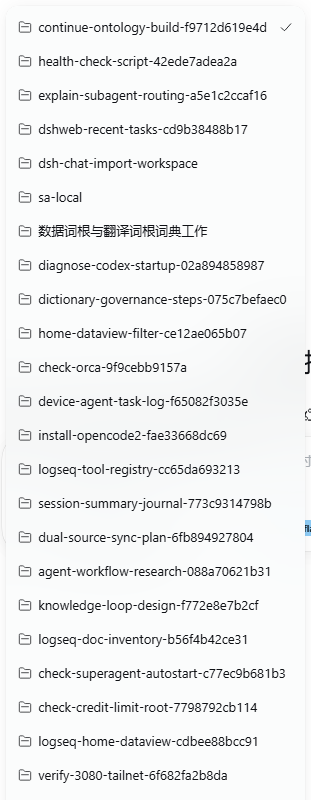 continue-ontology-build-f9712d619e4d
health-check-script-42ede7adea2a
explain-subagent-routing-a5e1c2ccaf16
dshweb-recent-tasks-cd9b38488b17
dsh-chat-import-workspace
sa-local
数据词根与翻译词根词典工作
diagnose-codex-startup-02a894858987
dictionary-governance-steps-075c7befaec0
home-dataview-filter-ce12ae065b07
check-orca-9f9cebb9157a
device-agent-task-log-f65082f3035e
install-opencode2-fae33668dc69
logseq-tool-registry-cc65da693213
session-summary-journal-773c9314798b
dual-source-sync-plan-6fb894927804
agent-workflow-research-088a70621b31
knowledge-loop-design-f772e8e7b2cf
logseq-doc-inventory-b56f4b42ce31
check-superagent-autostart-c77ec9b681b3
check-credit-limit-root-7798792cb114
logseq-home-dataview-cdbee88bcc91
verify-3080-tailnet-6f682fa2b8da